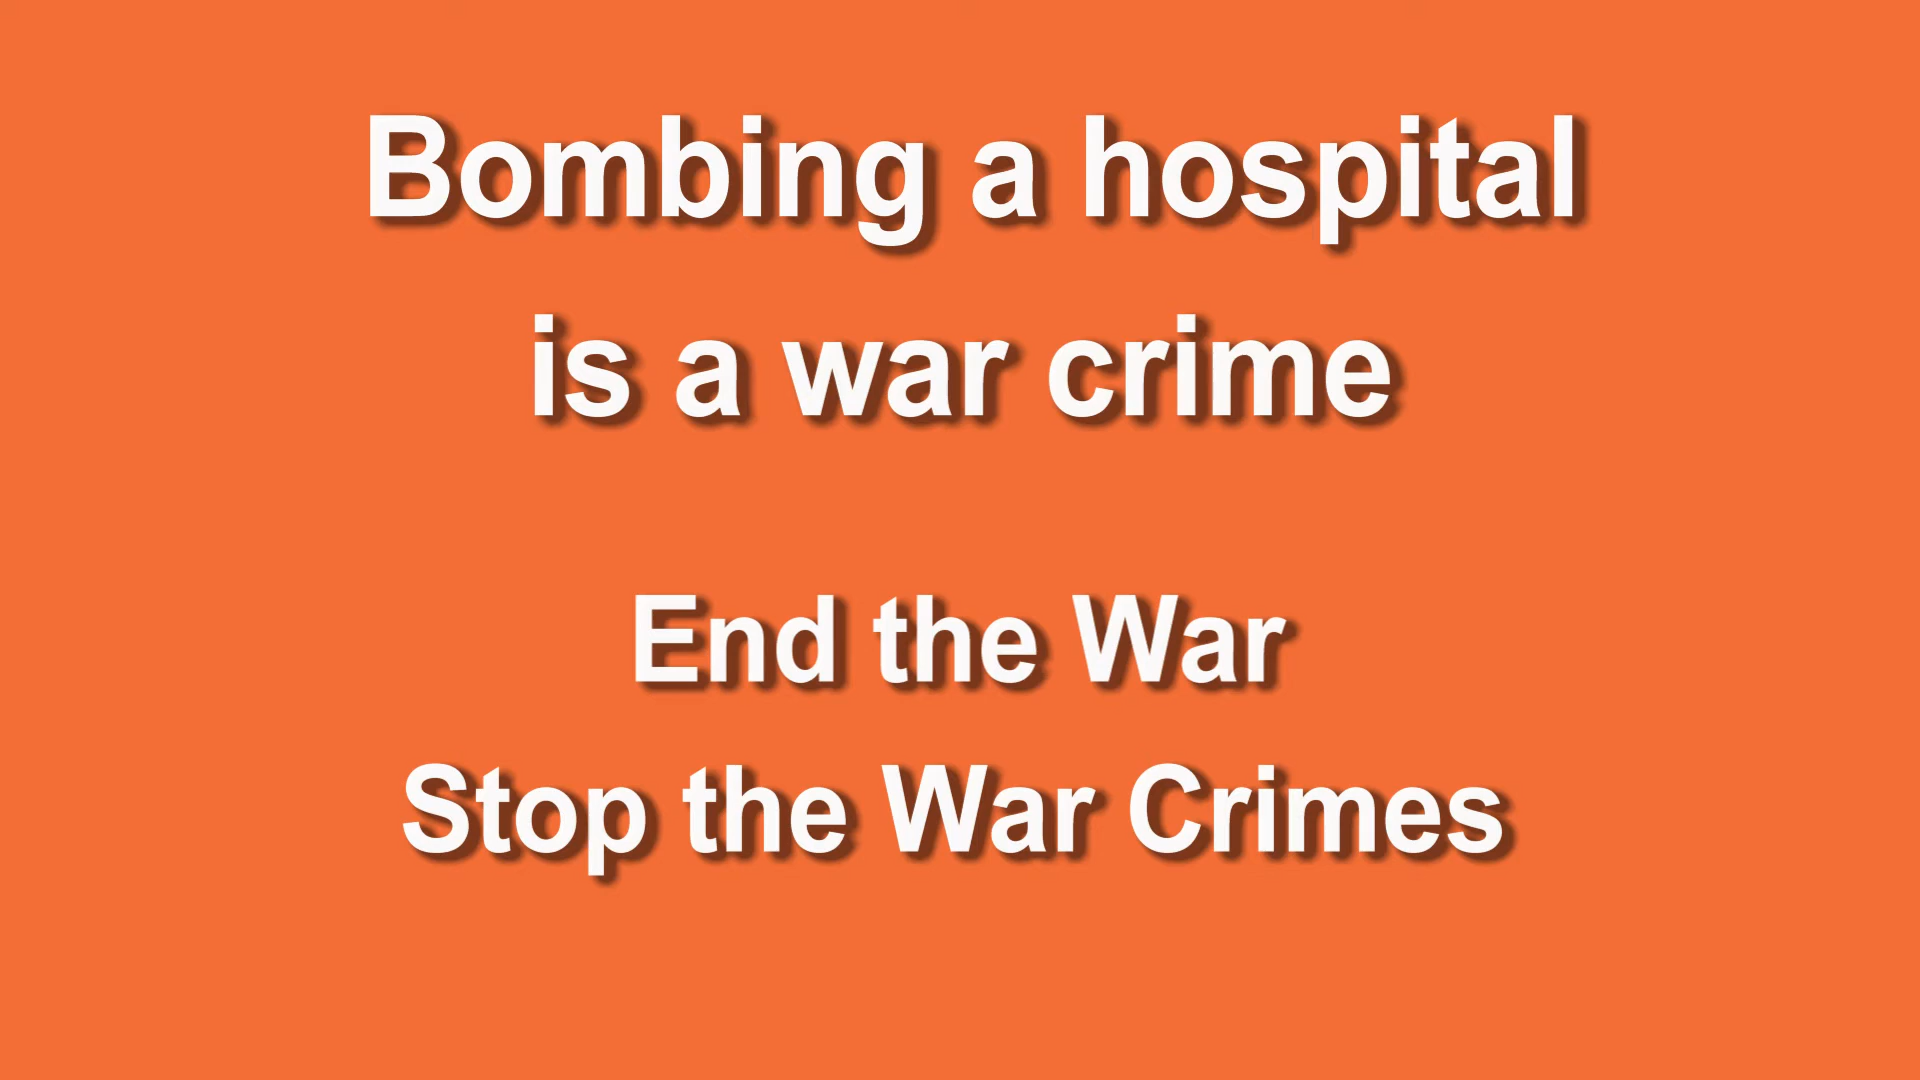 Bombing a hospital
is a war crime
End the War
Stop the War Crimes